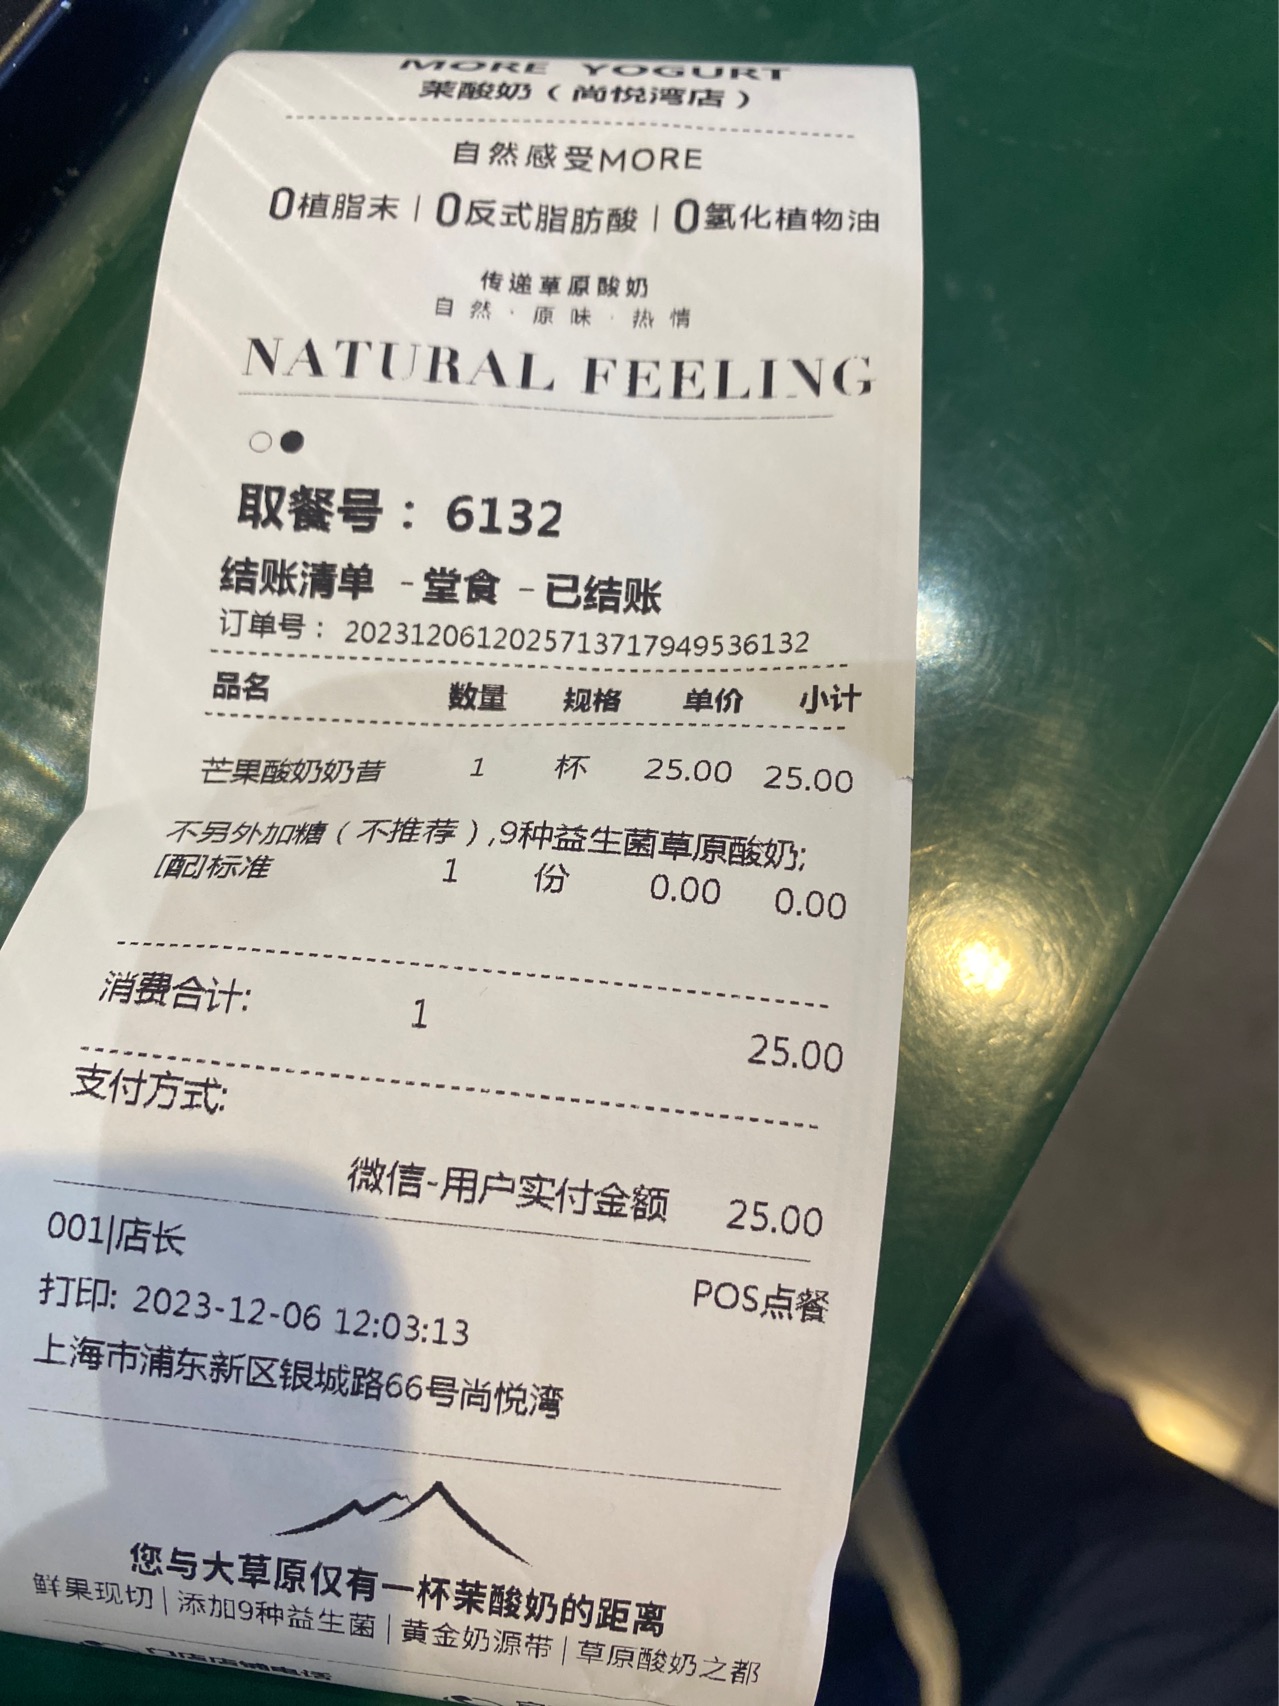 MORE YOGURT
茉酸奶（尚悦湾店）
自然感受MORE
0植脂末 | 0反式脂肪酸 | 0氢化植物油
传递草原酸奶
自然·原味·热情
NATURAL FEELING
取餐号：6132
结账清单 -堂食 -已结账
订单号：20231206120257137179495​36132
品名 数量 规格 单价 小计
芒果酸奶奶昔 1 杯 25.00 25.00
不另外加糖（不推荐）,9种益生菌草原酸奶;
[配]标准 1 份 0.00 0.00
消费合计: 1 25.00
支付方式:
微信-用户实付金额 25.00
001|店长
POS点餐
打印: 2023-12-06 12:03:13
上海市浦东新区银城路66号尚悦湾
您与大草原仅有一杯茉酸奶的距离
鲜果现切 | 添加9种益生菌 | 黄金奶源带 | 草原酸奶之都
门店店铺电话